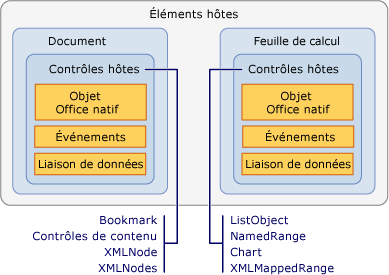 Éléments hôtes
Document
Contrôles hôtes
Objet
Office natif
Événements
Liaison de données
Feuille de calcul
Contrôles hôtes
Objet
Office natif
Événements
Liaison de données
Bookmark
Contrôles de contenu
XMLNode
XMLNodes
ListObject
NamedRange
Chart
XMLMappedRange